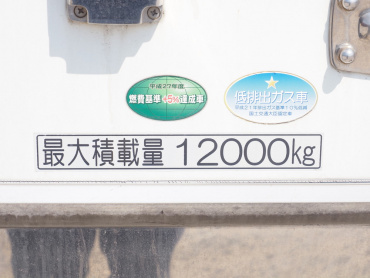 平成27年度
燃費基準+5%達成車
低排出ガス車
最大積載量 12000kg